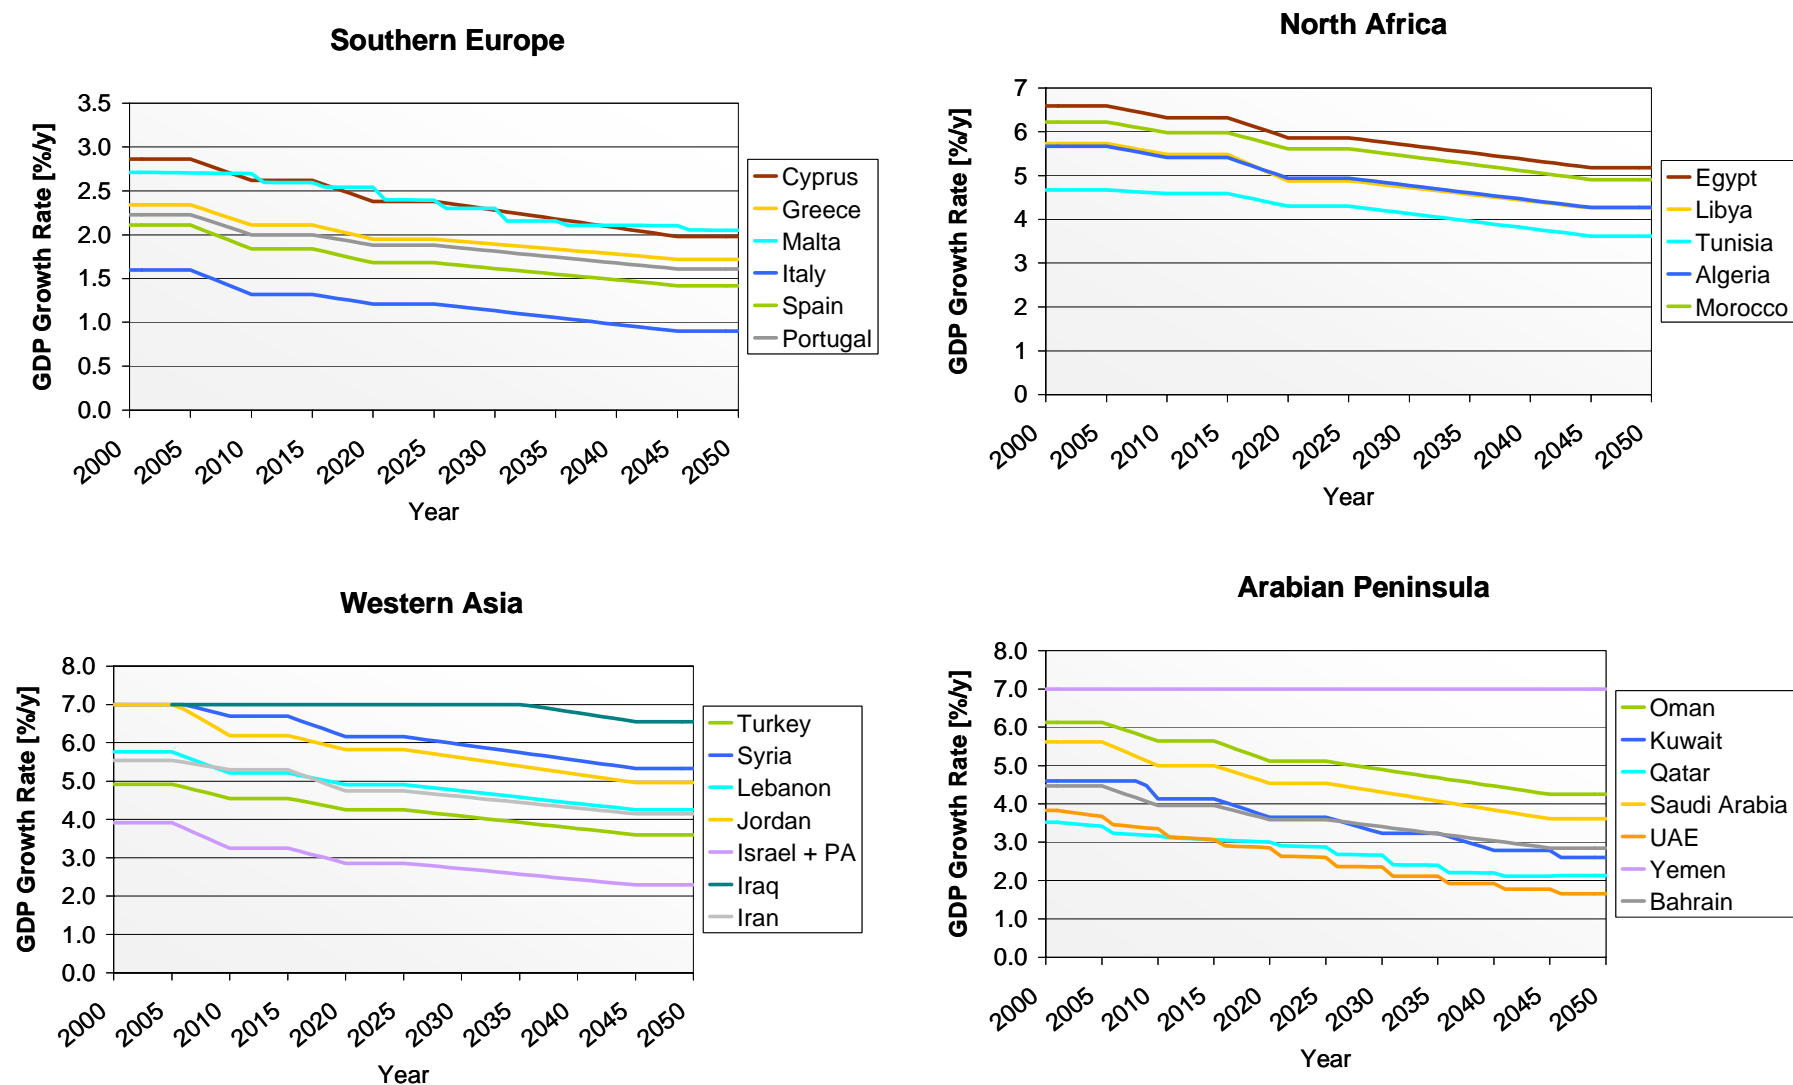 Southern Europe
GDP Growth Rate [%/y]
3.5
3.0
2.5
2.0
1.5
1.0
0.5
0.0
2000
2005
2010
2015
2020
2025
2030
2035
2040
2045
2050
Year
Cyprus
Greece
Malta
Italy
Spain
Portugal
North Africa
GDP Growth Rate [%/y]
7
6
5
4
3
2
1
0
2000
2005
2010
2015
2020
2025
2030
2035
2040
2045
2050
Year
Egypt
Libya
Tunisia
Algeria
Morocco
Western Asia
GDP Growth Rate [%/y]
8.0
7.0
6.0
5.0
4.0
3.0
2.0
1.0
0.0
2000
2005
2010
2015
2020
2025
2030
2035
2040
2045
2050
Year
Turkey
Syria
Lebanon
Jordan
Israel + PA
Iraq
Iran
Arabian Peninsula
GDP Growth Rate [%/y]
8.0
7.0
6.0
5.0
4.0
3.0
2.0
1.0
0.0
2000
2005
2010
2015
2020
2025
2030
2035
2040
2045
2050
Year
Oman
Kuwait
Qatar
Saudi Arabia
UAE
Yemen
Bahrain